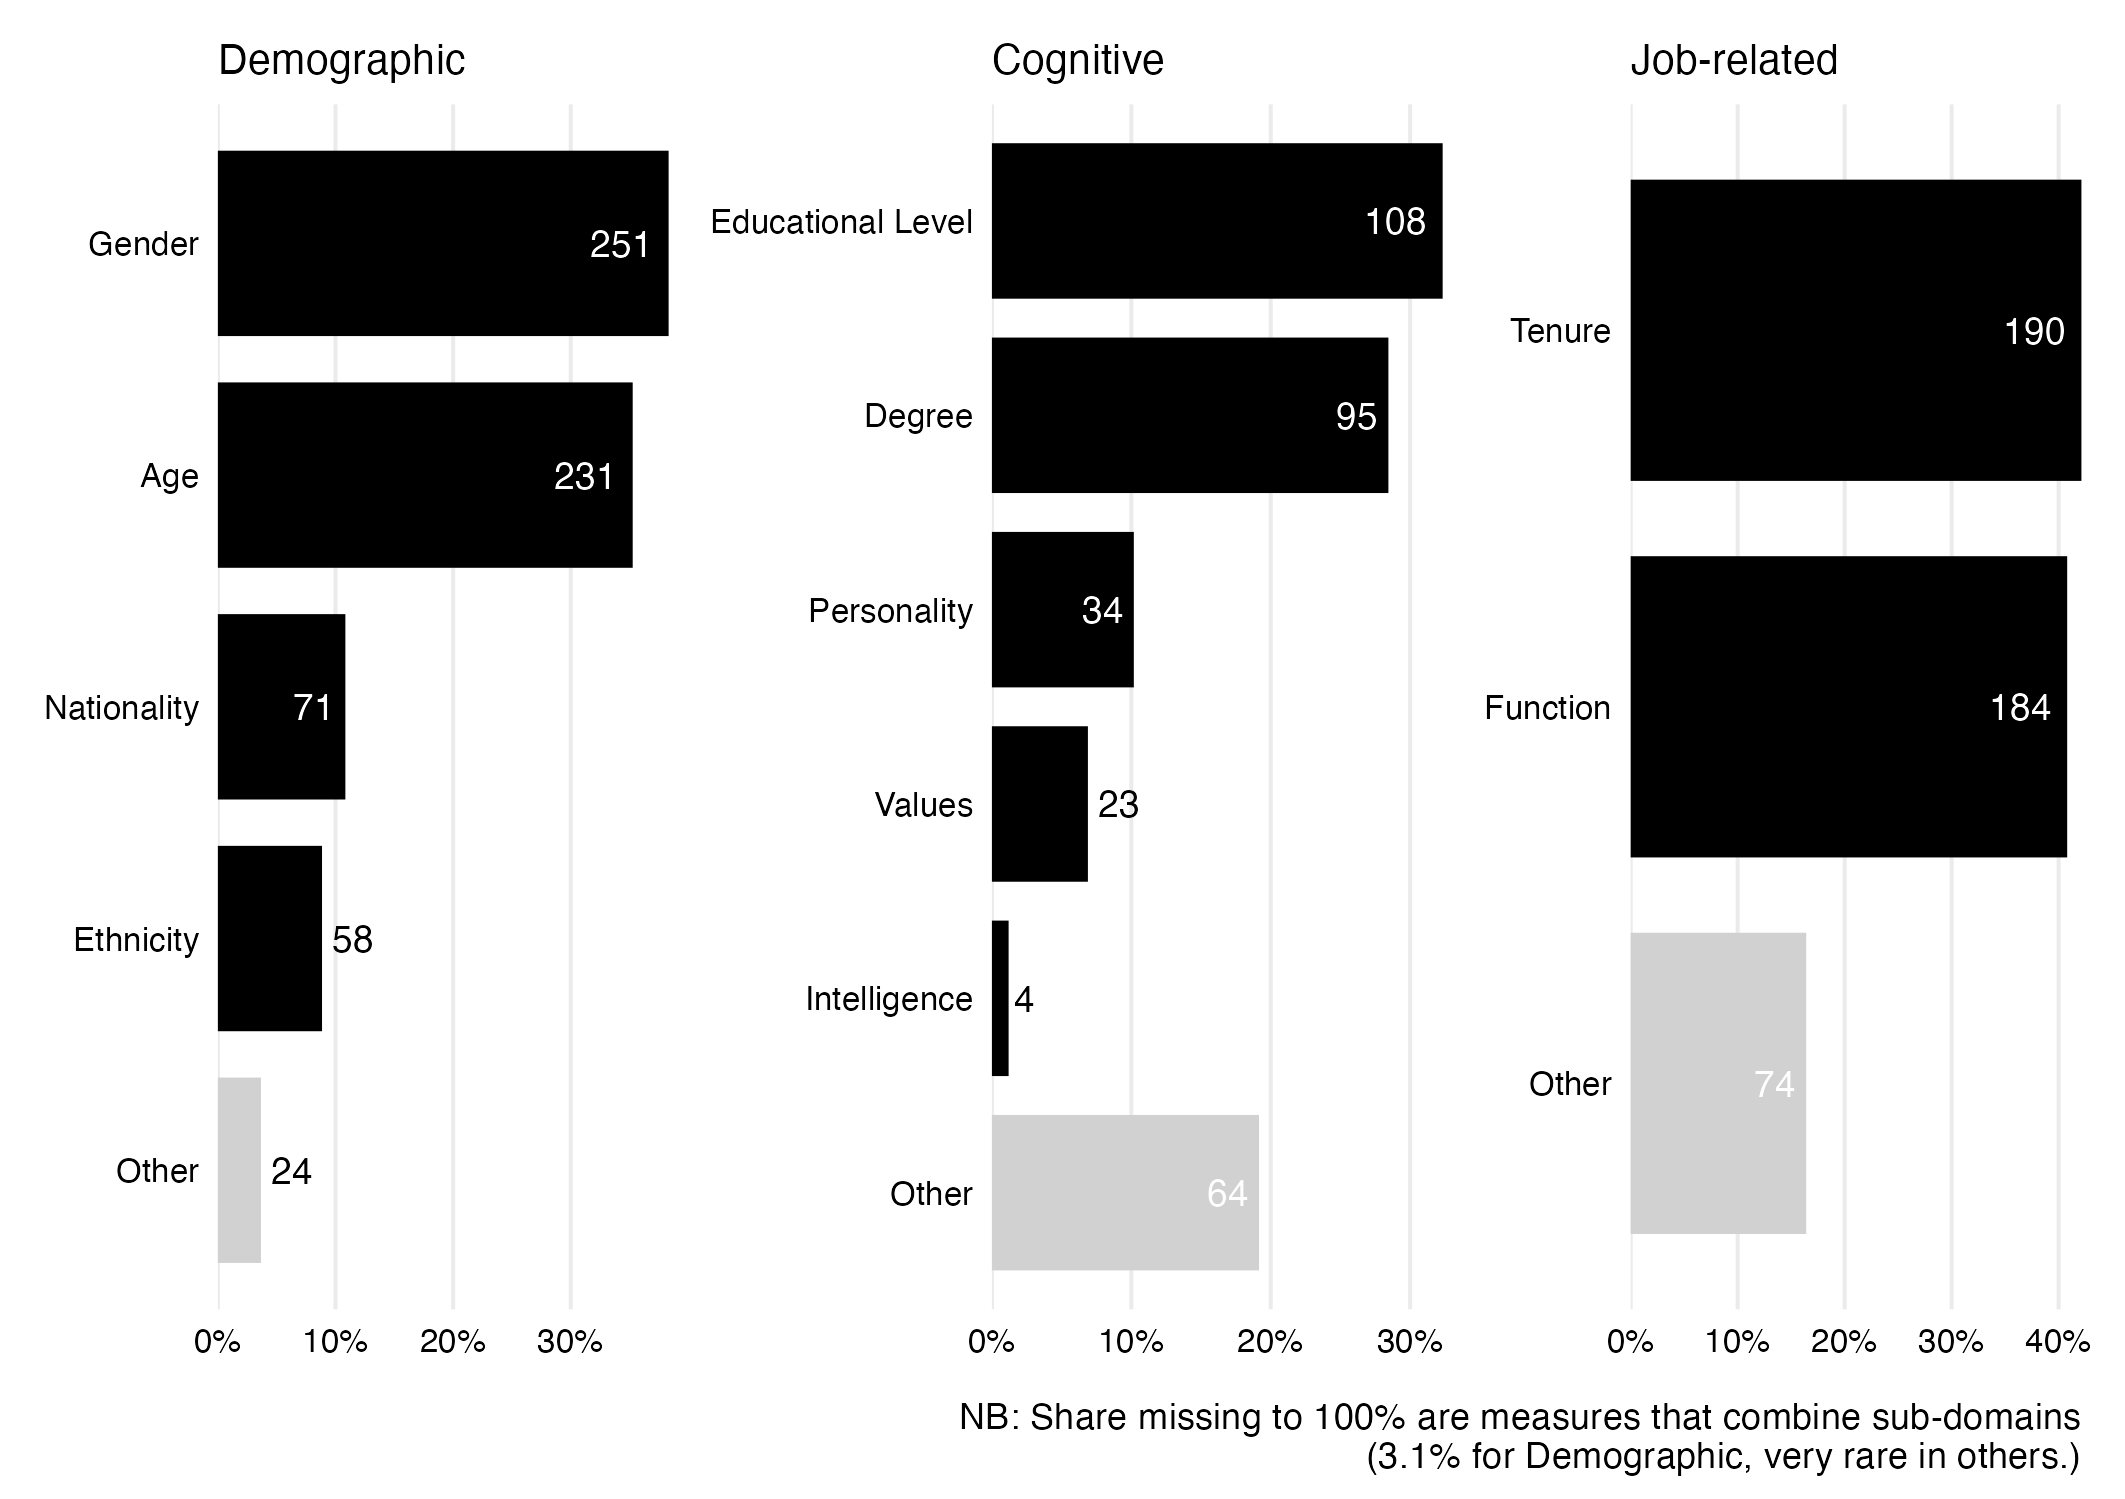 Demographic
Gender 251
Age 231
Nationality 71
Ethnicity 58
Other 24
0% 10% 20% 30%
Cognitive
Educational Level 108
Degree 95
Personality 34
Values 23
Intelligence 4
Other 64
0% 10% 20% 30%
Job-related
Tenure 190
Function 184
Other 74
0% 10% 20% 30% 40%
NB: Share missing to 100% are measures that combine sub-domains
(3.1% for Demographic, very rare in others.)